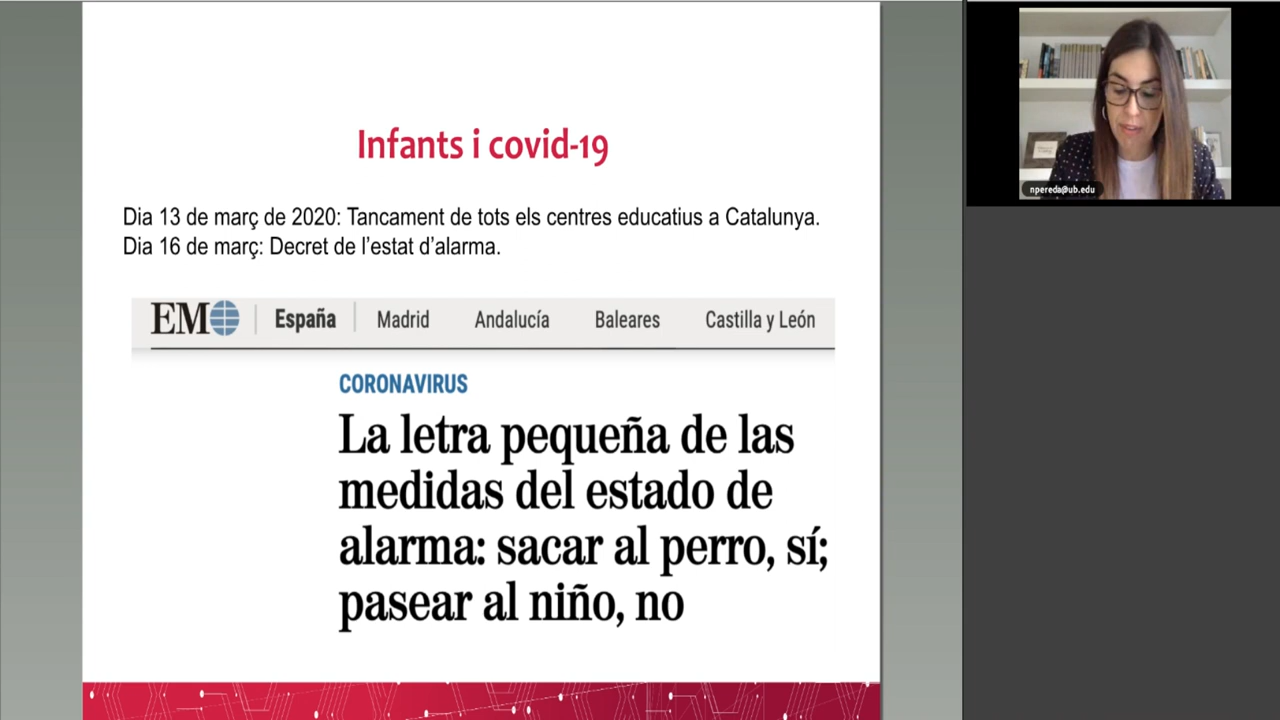 Infants i covid-19
Dia 13 de març de 2020: Tancament de tots els centres educatius a Catalunya.
Dia 16 de març: Decret de l’estat d’alarma.
EM España Madrid Andalucía Baleares Castilla y León
CORONAVIRUS
La letra pequeña de las
medidas del estado de
alarma: sacar al perro, sí;
pasear al niño, no
npereda@ub.edu